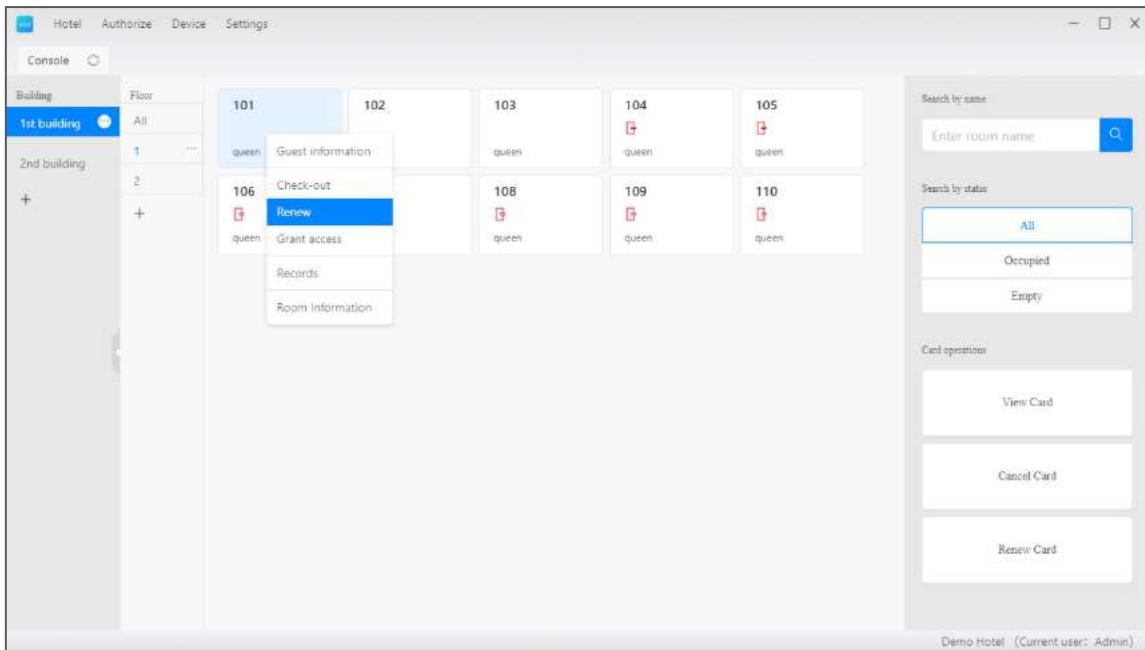 Hotel Authorize Device Settings
Console
Building
1st building
2nd building
+
Floor
All
1 ...
2
+
101
queen
102
103
queen
104
queen
105
queen
106
queen
108
queen
109
queen
110
queen
Guest information
Check-out
Renew
Grant access
Records
Room Information
Search by name
Enter room name
Search by status
All
Occupied
Empty
Card operations
View Card
Cancel Card
Renew Card
Demo Hotel (Current user: Admin)